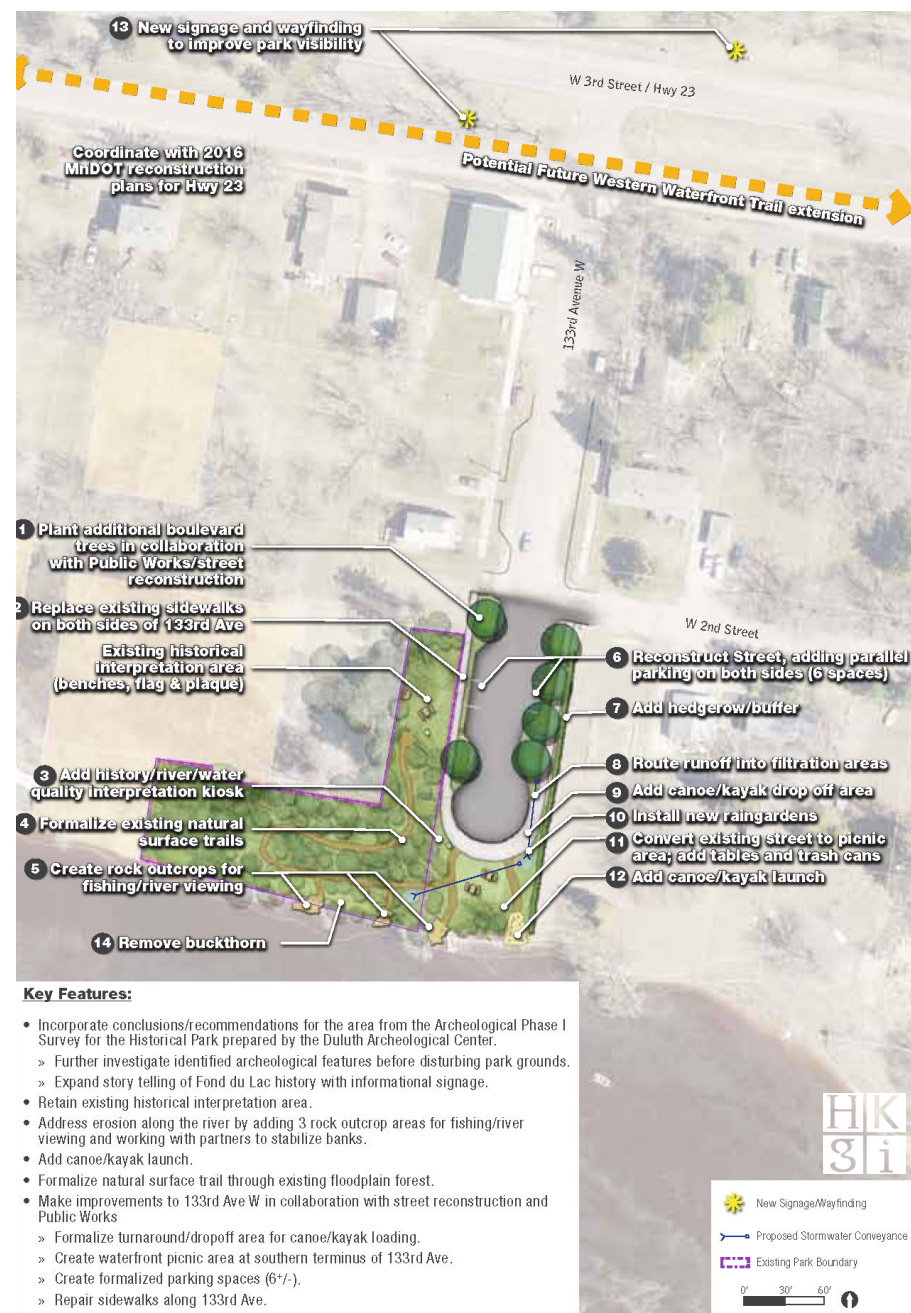 13 New signage and wayfinding
to improve park visibility
W 3rd Street / Hwy 23
Coordinate with 2016
MnDOT reconstruction
plans for Hwy 23
Potential Future Western Waterfront Trail extension
133rd Avenue W
1 Plant additional boulevard
trees in collaboration
with Public Works/street
reconstruction
2 Replace existing sidewalks
on both sides of 133rd Ave
Existing historical
interpretation area
(benches, flag & plaque)
3 Add history/river/water
quality interpretation kiosk
4 Formalize existing natural
surface trails
5 Create rock outcrops for
fishing/river viewing
14 Remove buckthorn
W 2nd Street
6 Reconstruct Street, adding parallel
parking on both sides (6 spaces)
7 Add hedgerow/buffer
8 Route runoff into filtration areas
9 Add canoe/kayak drop off area
10 Install new raingardens
11 Convert existing street to picnic
area; add tables and trash cans
12 Add canoe/kayak launch
Key Features:
• Incorporate conclusions/recommendations for the area from the Archeological Phase I
Survey for the Historical Park prepared by the Duluth Archeological Center.
» Further investigate identified archeological features before disturbing park grounds.
» Expand story telling of Fond du Lac history with informational signage.
• Retain existing historical interpretation area.
• Address erosion along the river by adding 3 rock outcrop areas for fishing/river
viewing and working with partners to stabilize banks.
• Add canoe/kayak launch.
• Formalize natural surface trail through existing floodplain forest.
• Make improvements to 133rd Ave W in collaboration with street reconstruction and
Public Works
» Formalize turnaround/dropoff area for canoe/kayak loading.
» Create waterfront picnic area at southern terminus of 133rd Ave.
» Create formalized parking spaces (6+/-).
» Repair sidewalks along 133rd Ave.
HK
gi
New Signage/Wayfinding
Proposed Stormwater Conveyance
Existing Park Boundary
0' 30' 60'